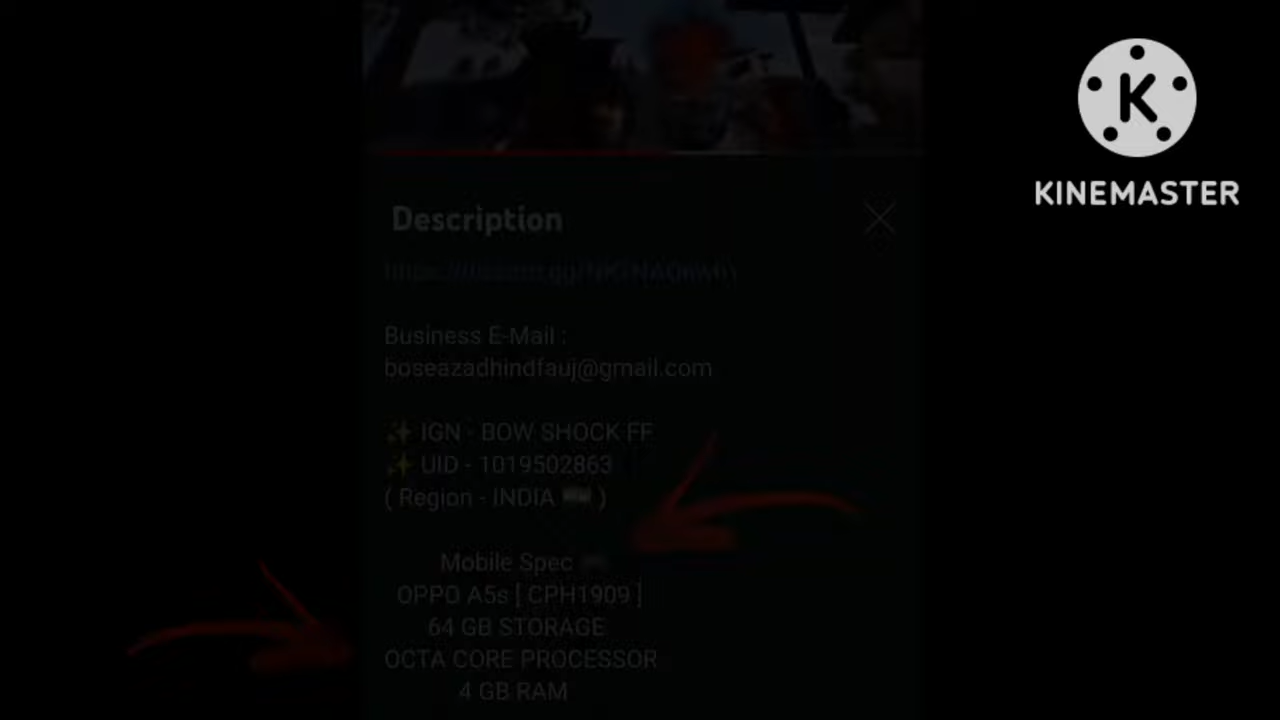 K
KINEMASTER
Description
Business E-Mail :
boseazadhindfauj@gmail.com
✨ IGN - BOW SHOCK FF
✨ UID - 1019502863
( Region - INDIA 🇮🇳 )
Mobile Spec 🎮
OPPO A5s [ CPH1909 ]
64 GB STORAGE
OCTA CORE PROCESSOR
4 GB RAM